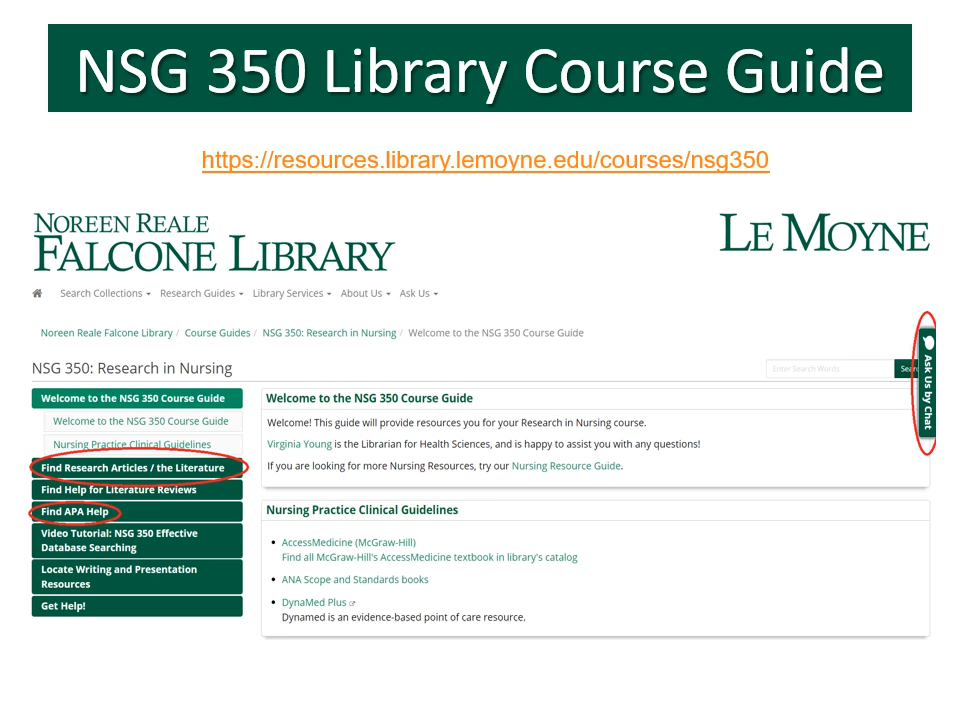 NSG 350 Library Course Guide
https://resources.library.lemoyne.edu/courses/nsg350
NOREEN REALE
FALCONE LIBRARY
LE MOYNE
Search Collections Research Guides Library Services About Us Ask Us
Noreen Reale Falcone Library / Course Guides / NSG 350: Research in Nursing / Welcome to the NSG 350 Course Guide
NSG 350: Research in Nursing
Enter Search Words
Ask Us by Chat
Welcome to the NSG 350 Course Guide
Welcome to the NSG 350 Course Guide
Nursing Practice Clinical Guidelines
Find Research Articles / the Literature
Find Help for Literature Reviews
Find APA Help
Video Tutorial: NSG 350 Effective
Database Searching
Locate Writing and Presentation
Resources
Get Help!
Welcome to the NSG 350 Course Guide
Welcome! This guide will provide resources you for your Research in Nursing course.
Virginia Young is the Librarian for Health Sciences, and is happy to assist you with any questions!
If you are looking for more Nursing Resources, try our Nursing Resource Guide.
Nursing Practice Clinical Guidelines
• AccessMedicine (McGraw-Hill)
Find all McGraw-Hill's AccessMedicine textbook in library's catalog
• ANA Scope and Standards books
• DynaMed Plus
Dynamed is an evidence-based point of care resource.